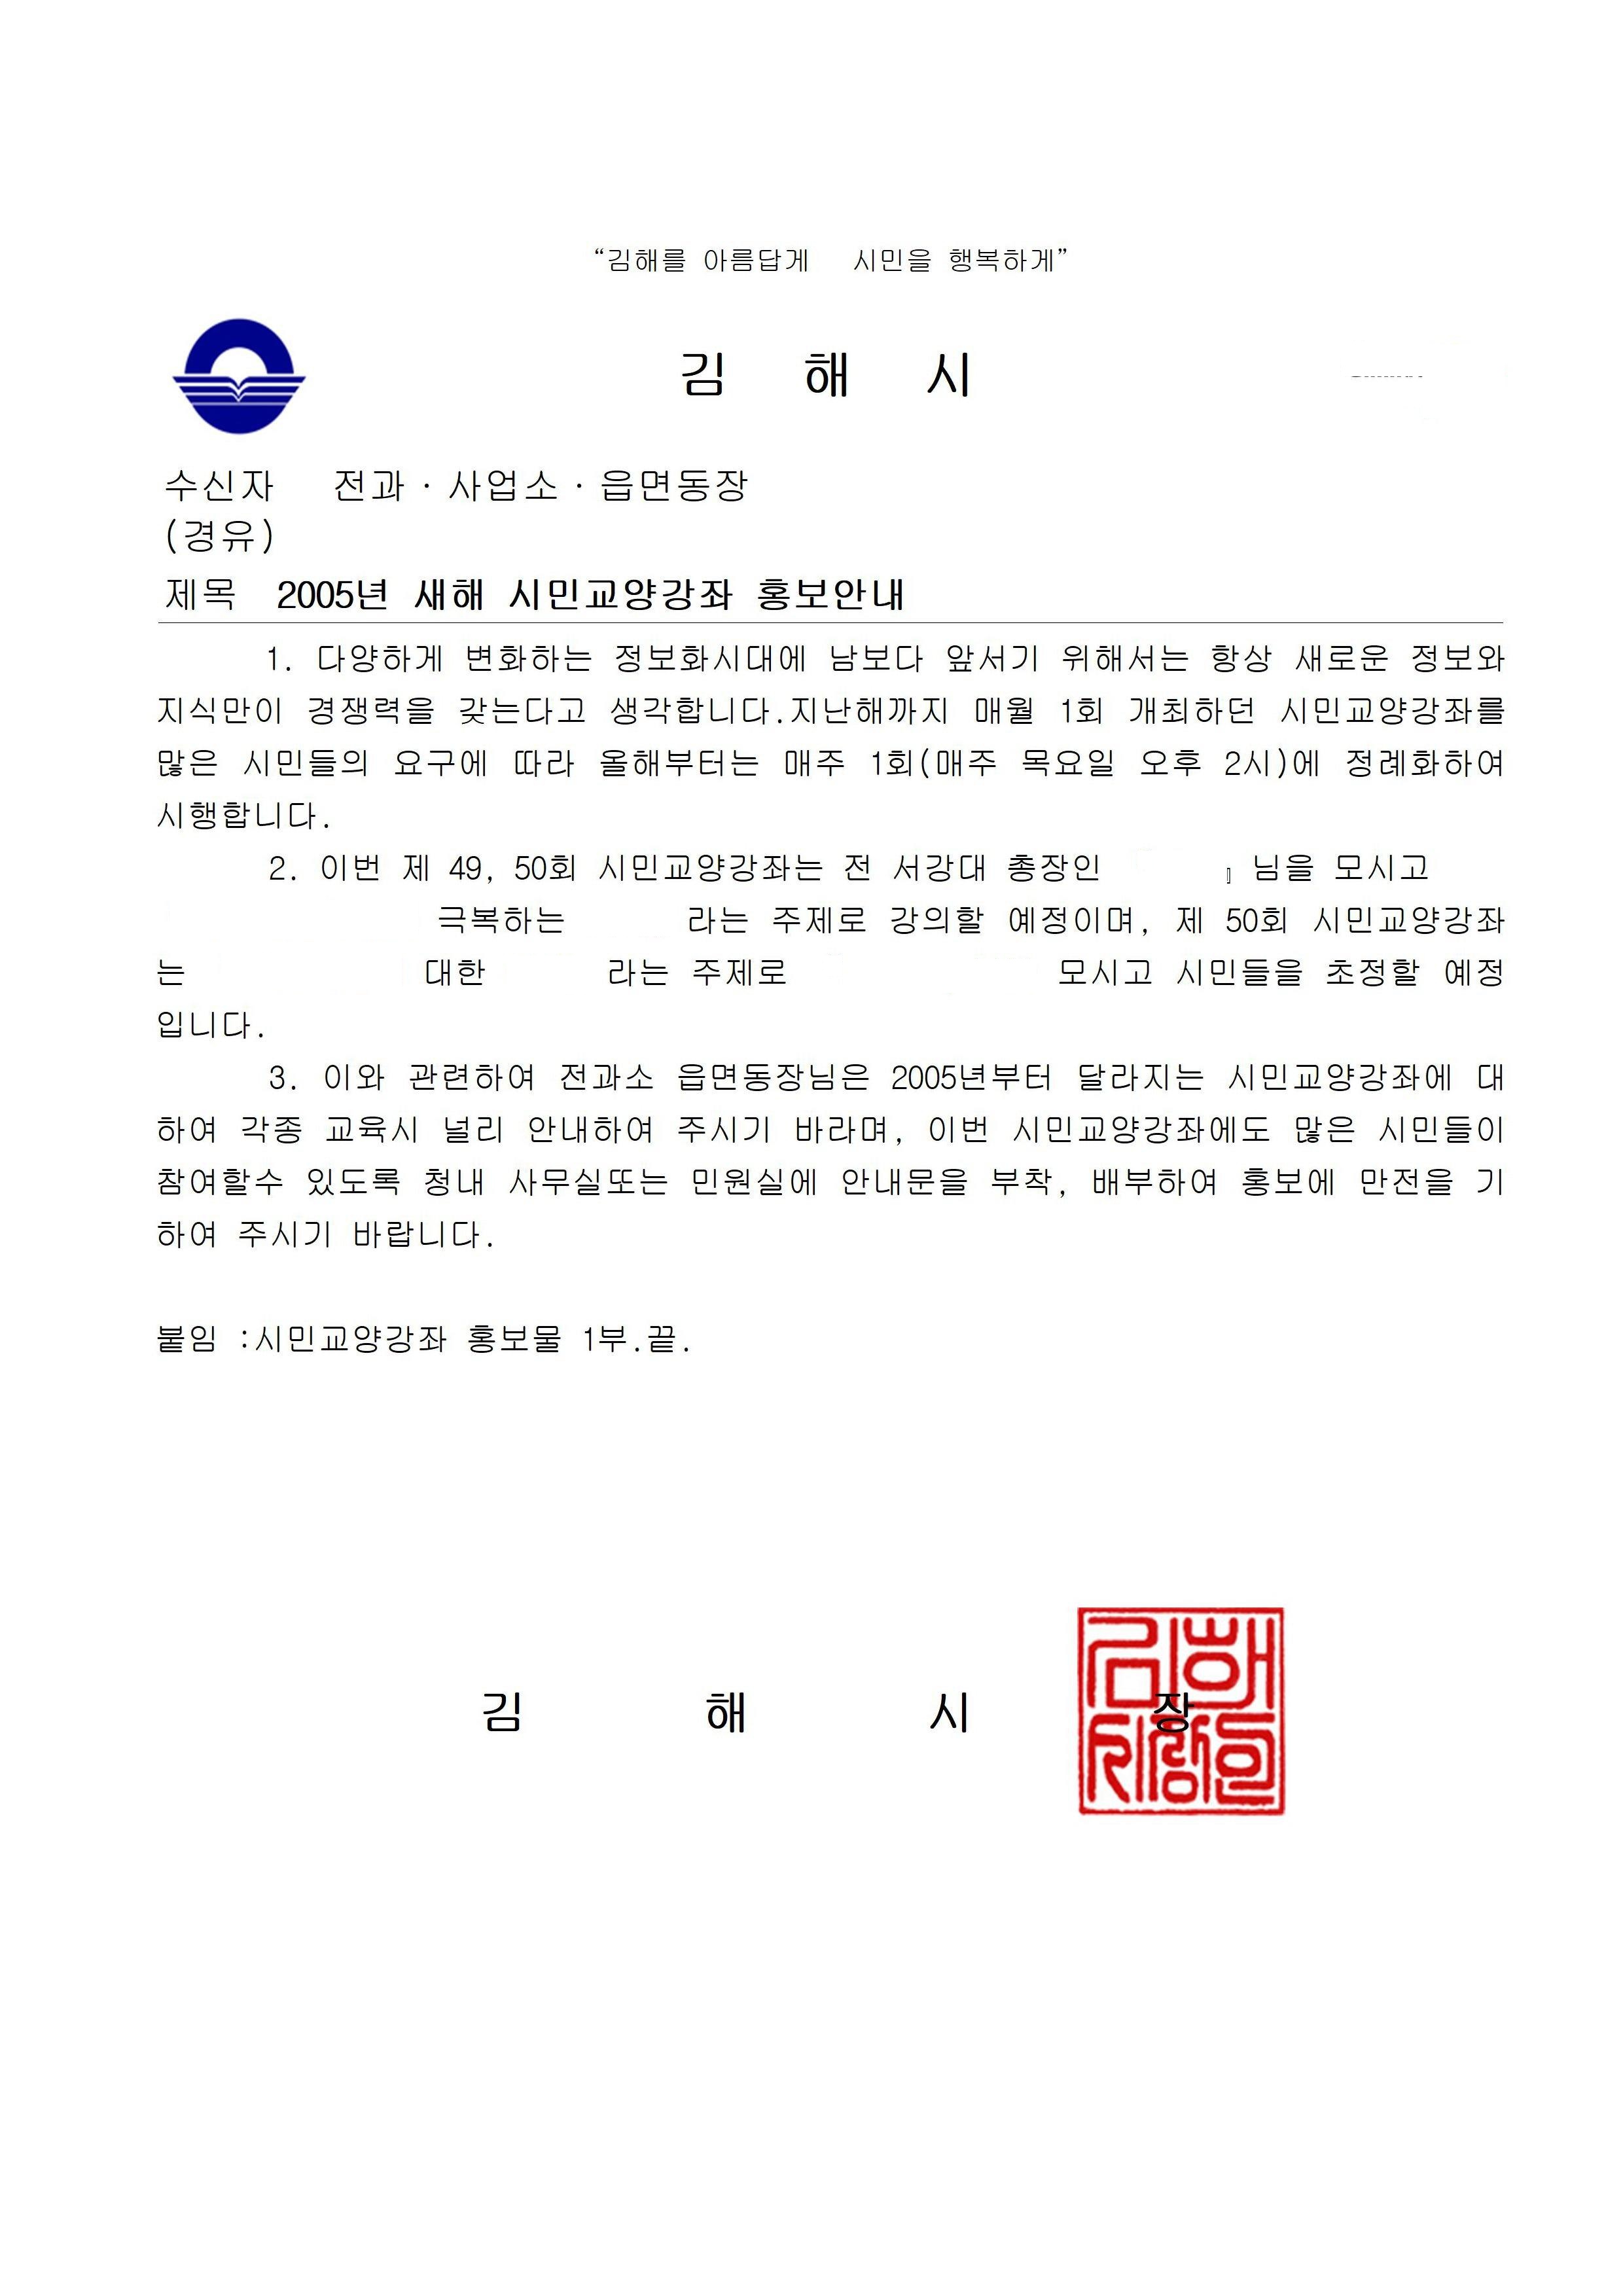 “김해를 아름답게 시민을 행복하게”
김 해 시
수신자 전과 · 사업소 · 읍면동장
(경유)
제목 2005년 새해 시민교양강좌 홍보안내
1. 다양하게 변화하는 정보화시대에 남보다 앞서기 위해서는 항상 새로운 정보와
지식만이 경쟁력을 갖는다고 생각합니다.지난해까지 매월 1회 개최하던 시민교양강좌를
많은 시민들의 요구에 따라 올해부터는 매주 1회(매주 목요일 오후 2시)에 정례화하여
시행합니다.
2. 이번 제 49, 50회 시민교양강좌는 전 서강대 총장인 』 님을 모시고
극복하는 라는 주제로 강의할 예정이며, 제 50회 시민교양강좌
는 대한 라는 주제로 모시고 시민들을 초정할 예정
입니다.
3. 이와 관련하여 전과소 읍면동장님은 2005년부터 달라지는 시민교양강좌에 대
하여 각종 교육시 널리 안내하여 주시기 바라며, 이번 시민교양강좌에도 많은 시민들이
참여할수 있도록 청내 사무실또는 민원실에 안내문을 부착, 배부하여 홍보에 만전을 기
하여 주시기 바랍니다.
붙임 :시민교양강좌 홍보물 1부.끝.
김 해 시 장